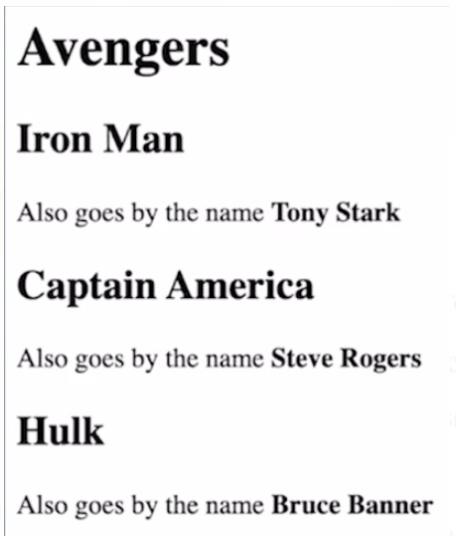 Avengers
Iron Man
Also goes by the name Tony Stark
Captain America
Also goes by the name Steve Rogers
Hulk
Also goes by the name Bruce Banner